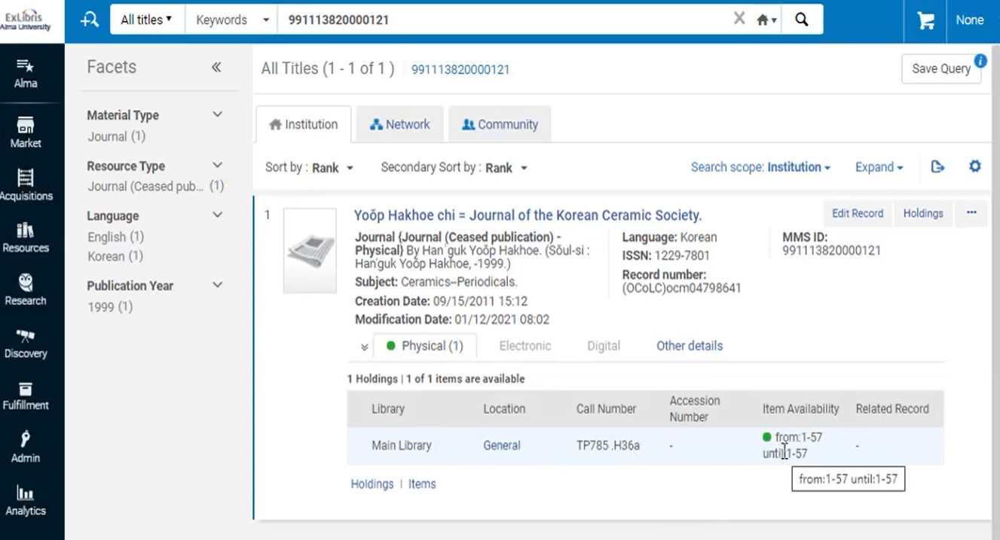 ExLibris
Alma University
All titles
Keywords
991113820000121
None
Alma
Market
Acquisitions
Resources
Research
Discovery
Fulfillment
Admin
Analytics
Facets
Material Type
Journal (1)
Resource Type
Journal (Ceased pub... (1)
Language
English (1)
Korean (1)
Publication Year
1999 (1)
All Titles (1 - 1 of 1 ) 991113820000121
Save Query
Institution Network Community
Sort by : Rank Secondary Sort by : Rank Search scope: Institution Expand
1
Yoŏp Hakhoe chi = Journal of the Korean Ceramic Society.
Edit Record Holdings ...
Journal {Journal (Ceased publication) -
Physical} By Han ̕guk Yoŏp Hakhoe. (Sŏul-si :
Han'guk Yoŏp Hakhoe, -1999.)
Subject: Ceramics--Periodicals.
Creation Date: 09/15/2011 15:12
Modification Date: 01/12/2021 08:02
Language: Korean
ISSN: 1229-7801
Record number:
(OCoLC)ocm04798641
MMS ID:
991113820000121
Physical (1) Electronic Digital Other details
1 Holdings | 1 of 1 items are available
Library Location Call Number Accession Number Item Availability Related Record
Main Library General TP785 .H36a - from:1-57 until:1-57 -
from:1-57 until:1-57
Holdings | Items